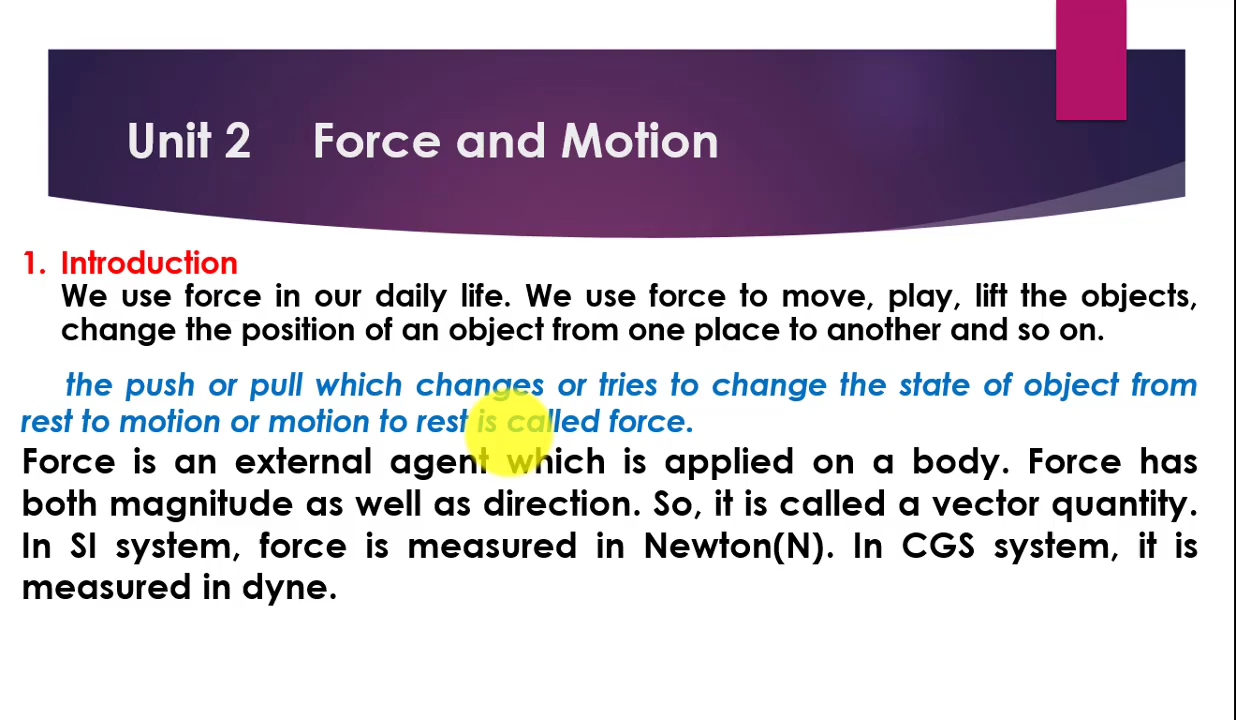 Unit 2 Force and Motion
1. Introduction
We use force in our daily life. We use force to move, play, lift the objects,
change the position of an object from one place to another and so on.
the push or pull which changes or tries to change the state of object from
rest to motion or motion to rest is called force.
Force is an external agent which is applied on a body. Force has
both magnitude as well as direction. So, it is called a vector quantity.
In SI system, force is measured in Newton(N). In CGS system, it is
measured in dyne.